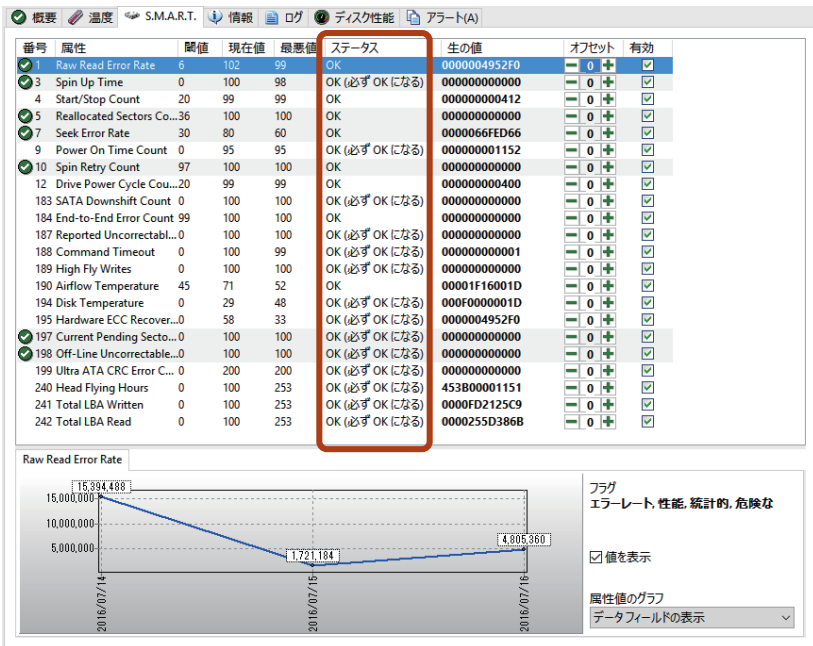 概要 温度 S.M.A.R.T. 情報 ログ ディスク性能 アラート(A)
番号 属性 閾値 現在値 最悪値 ステータス 生の値 オフセット 有効
1 Raw Read Error Rate 6 102 99 OK 0000004952F0 0
3 Spin Up Time 0 100 98 OK (必ず OK になる) 000000000000 0
4 Start/Stop Count 20 99 99 OK 000000000412 0
5 Reallocated Sectors Co...36 100 100 OK 000000000000 0
7 Seek Error Rate 30 80 60 OK 0000066FED66 0
9 Power On Time Count 0 95 95 OK (必ず OK になる) 000000001152 0
10 Spin Retry Count 97 100 100 OK 000000000000 0
12 Drive Power Cycle Cou...20 99 99 OK 000000000400 0
183 SATA Downshift Count 0 100 100 OK (必ず OK になる) 000000000000 0
184 End-to-End Error Count 99 100 100 OK 000000000000 0
187 Reported Uncorrectabl...0 100 100 OK (必ず OK になる) 000000000000 0
188 Command Timeout 0 100 99 OK (必ず OK になる) 000000000001 0
189 High Fly Writes 0 100 100 OK (必ず OK になる) 000000000000 0
190 Airflow Temperature 45 71 52 OK 00001F16001D 0
194 Disk Temperature 0 29 48 OK (必ず OK になる) 000F0000001D 0
195 Hardware ECC Recover...0 58 33 OK (必ず OK になる) 0000004952F0 0
197 Current Pending Secto...0 100 100 OK (必ず OK になる) 000000000000 0
198 Off-Line Uncorrectable...0 100 100 OK (必ず OK になる) 000000000000 0
199 Ultra ATA CRC Error C... 0 200 200 OK (必ず OK になる) 000000000000 0
240 Head Flying Hours 0 100 253 OK (必ず OK になる) 453B00001151 0
241 Total LBA Written 0 100 253 OK (必ず OK になる) 0000FD2125C9 0
242 Total LBA Read 0 100 253 OK (必ず OK になる) 0000255D386B 0
Raw Read Error Rate
15,394,488
15,000,000
10,000,000
5,000,000
1,721,184
4,805,360
2016/07/14
2016/07/15
2016/07/16
フラグ
エラーレート, 性能, 統計的, 危険な
値を表示
属性値のグラフ
データフィールドの表示